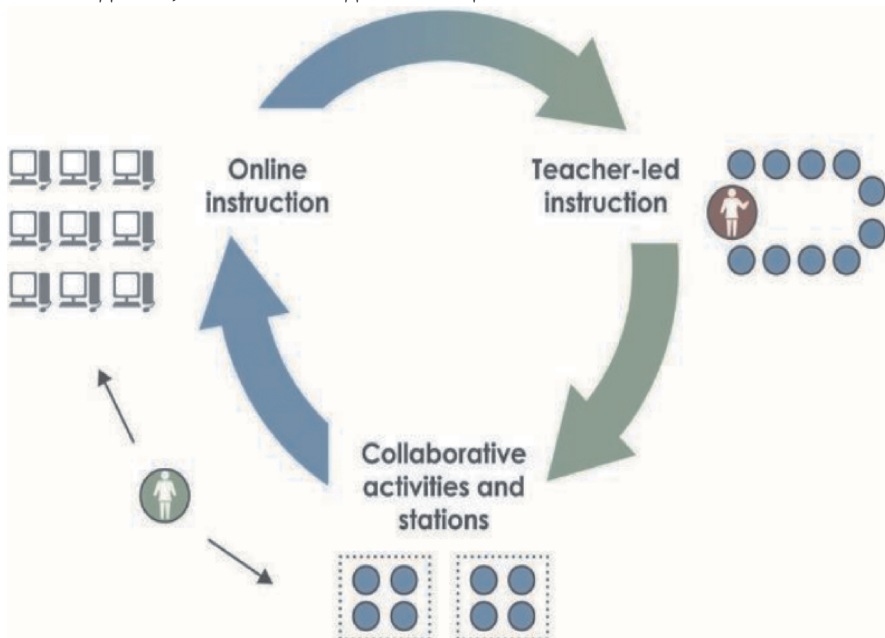 Online
instruction
Teacher-led
instruction
Collaborative
activities and
stations